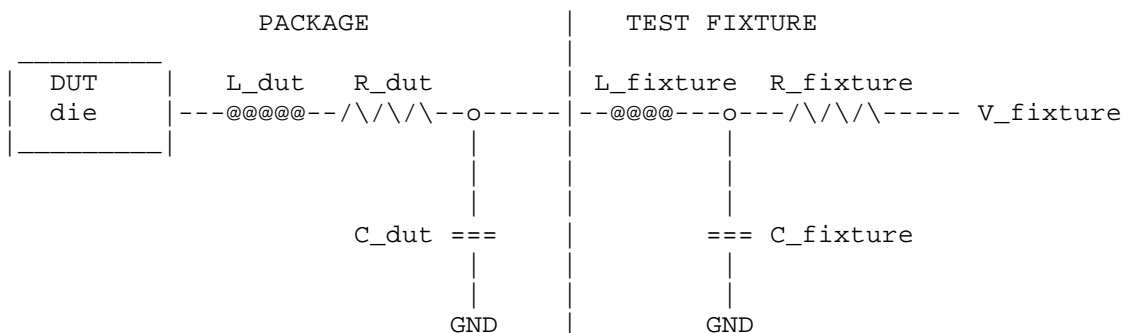 PACKAGE TEST FIXTURE
DUT L_dut R_dut L_fixture R_fixture
die V_fixture
C_dut C_fixture
GND GND